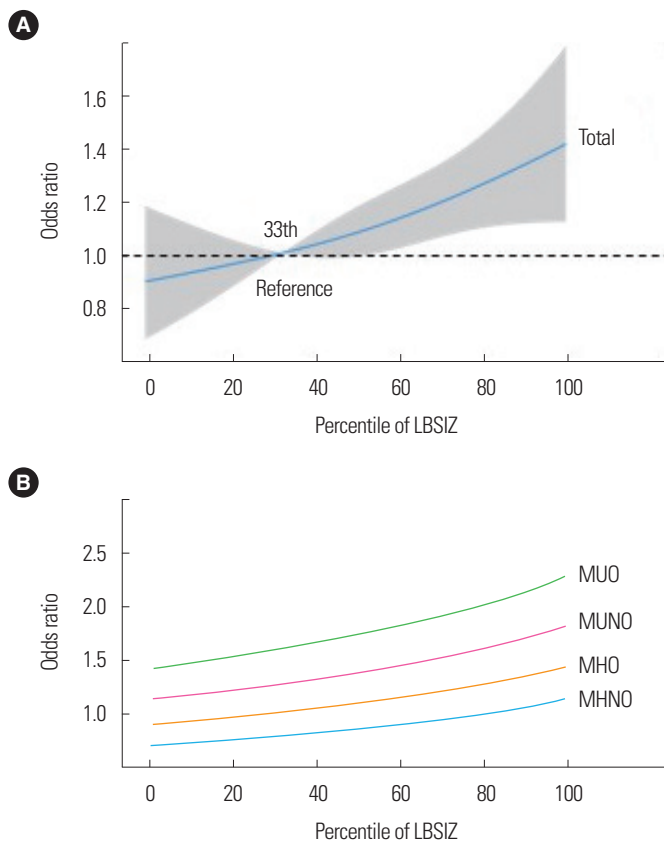 A
1.6
1.4
1.2
1.0
0.8
Odds ratio
Total
33th
Reference
0 20 40 60 80 100
Percentile of LBSIZ
B
2.5
2.0
1.5
1.0
Odds ratio
MUO
MUNO
MHO
MHNO
0 20 40 60 80 100
Percentile of LBSIZ